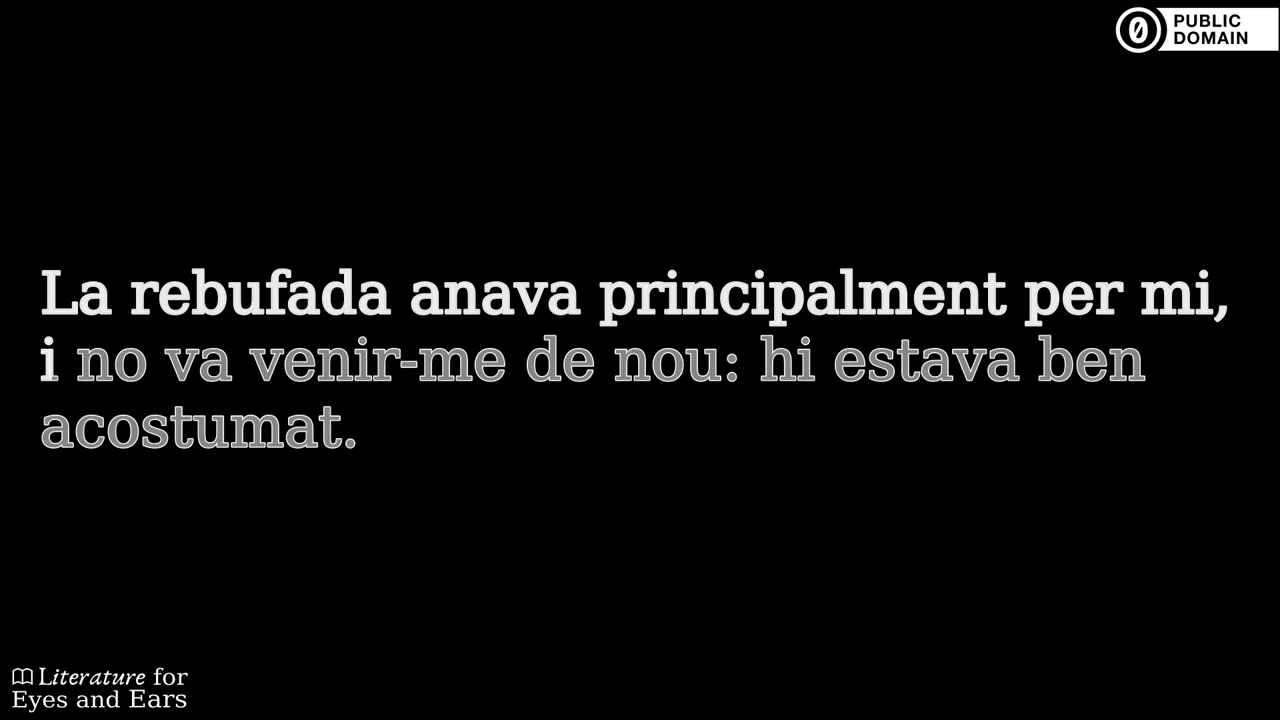 PUBLIC
DOMAIN
La rebufada anava principalment per mi,
i no va venir-me de nou: hi estava ben
acostumat.
Literature for
Eyes and Ears